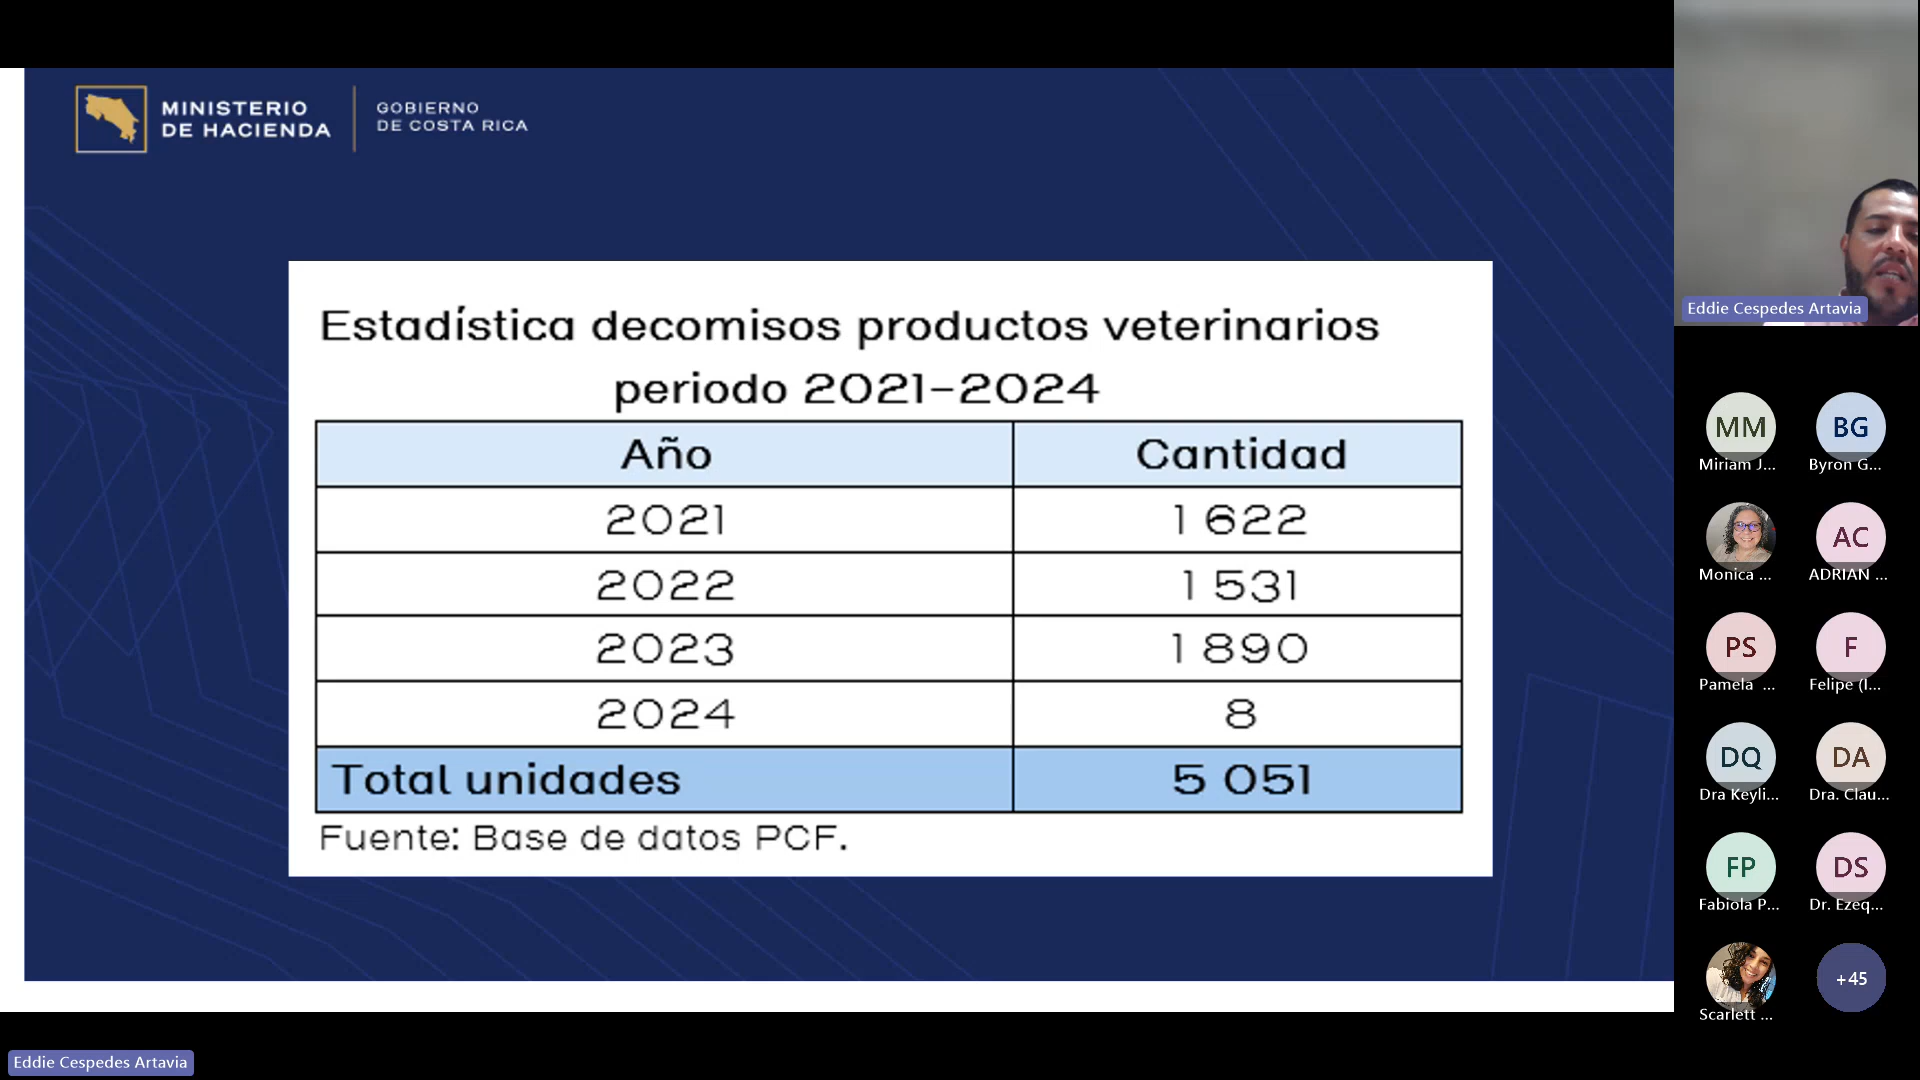 MINISTERIO
DE HACIENDA
GOBIERNO
DE COSTA RICA
Estadística decomisos productos veterinarios
periodo 2021-2024
Año Cantidad
2021 1 622
2022 1 531
2023 1 890
2024 8
Total unidades 5 051
Fuente: Base de datos PCF.
Eddie Cespedes Artavia
MM BG
Miriam J... Byron G...
AC
Monica ... ADRIAN ...
PS F
Pamela ... Felipe (I...
DQ DA
Dra Keyli... Dra. Clau...
FP DS
Fabiola P... Dr. Ezeq...
+45
Scarlett ...
Eddie Cespedes Artavia